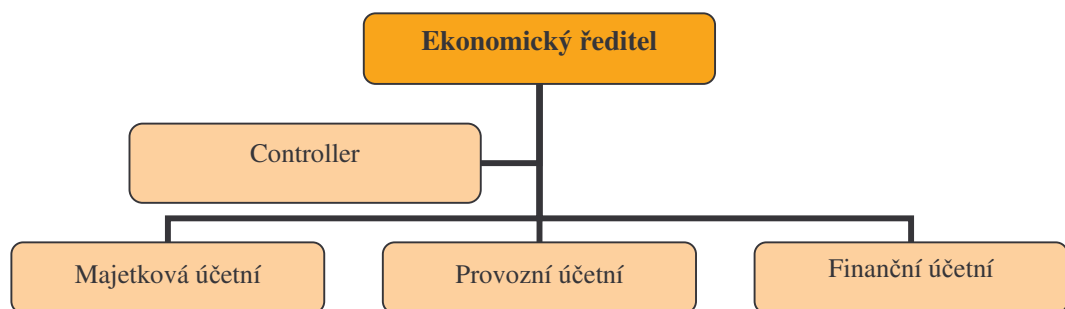 Ekonomický ředitel
Controller
Majetková účetní
Provozní účetní
Finanční účetní